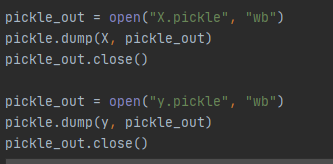 pickle_out = open("X.pickle", "wb")
pickle.dump(X, pickle_out)
pickle_out.close()
pickle_out = open("y.pickle", "wb")
pickle.dump(y, pickle_out)
pickle_out.close()